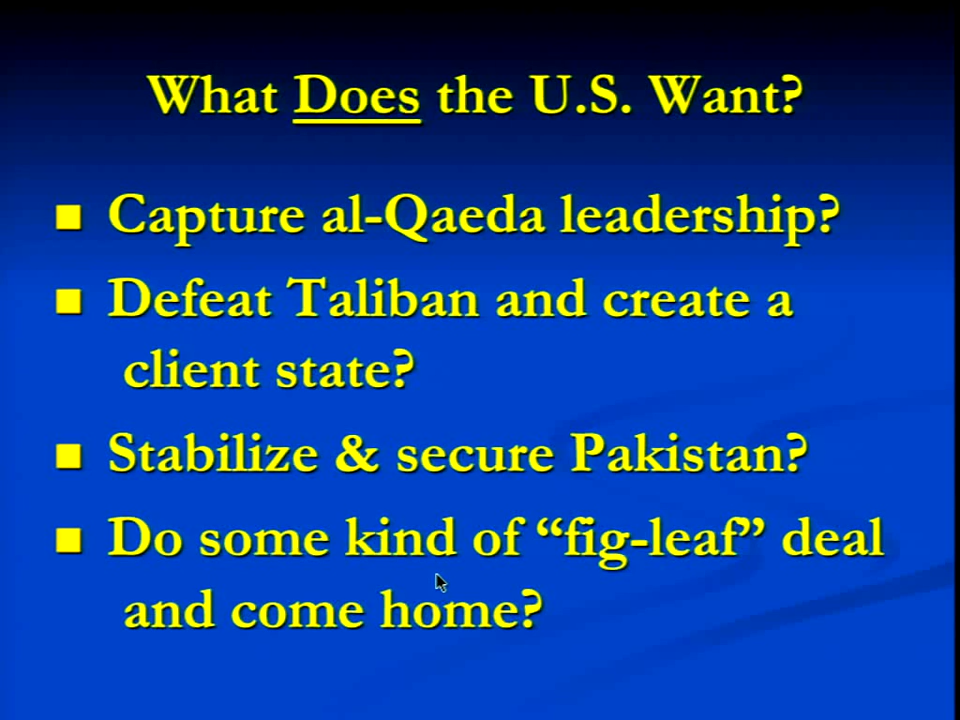 What Does the U.S. Want?
■ Capture al-Qaeda leadership?
■ Defeat Taliban and create a
client state?
■ Stabilize & secure Pakistan?
■ Do some kind of “fig-leaf” deal
and come home?